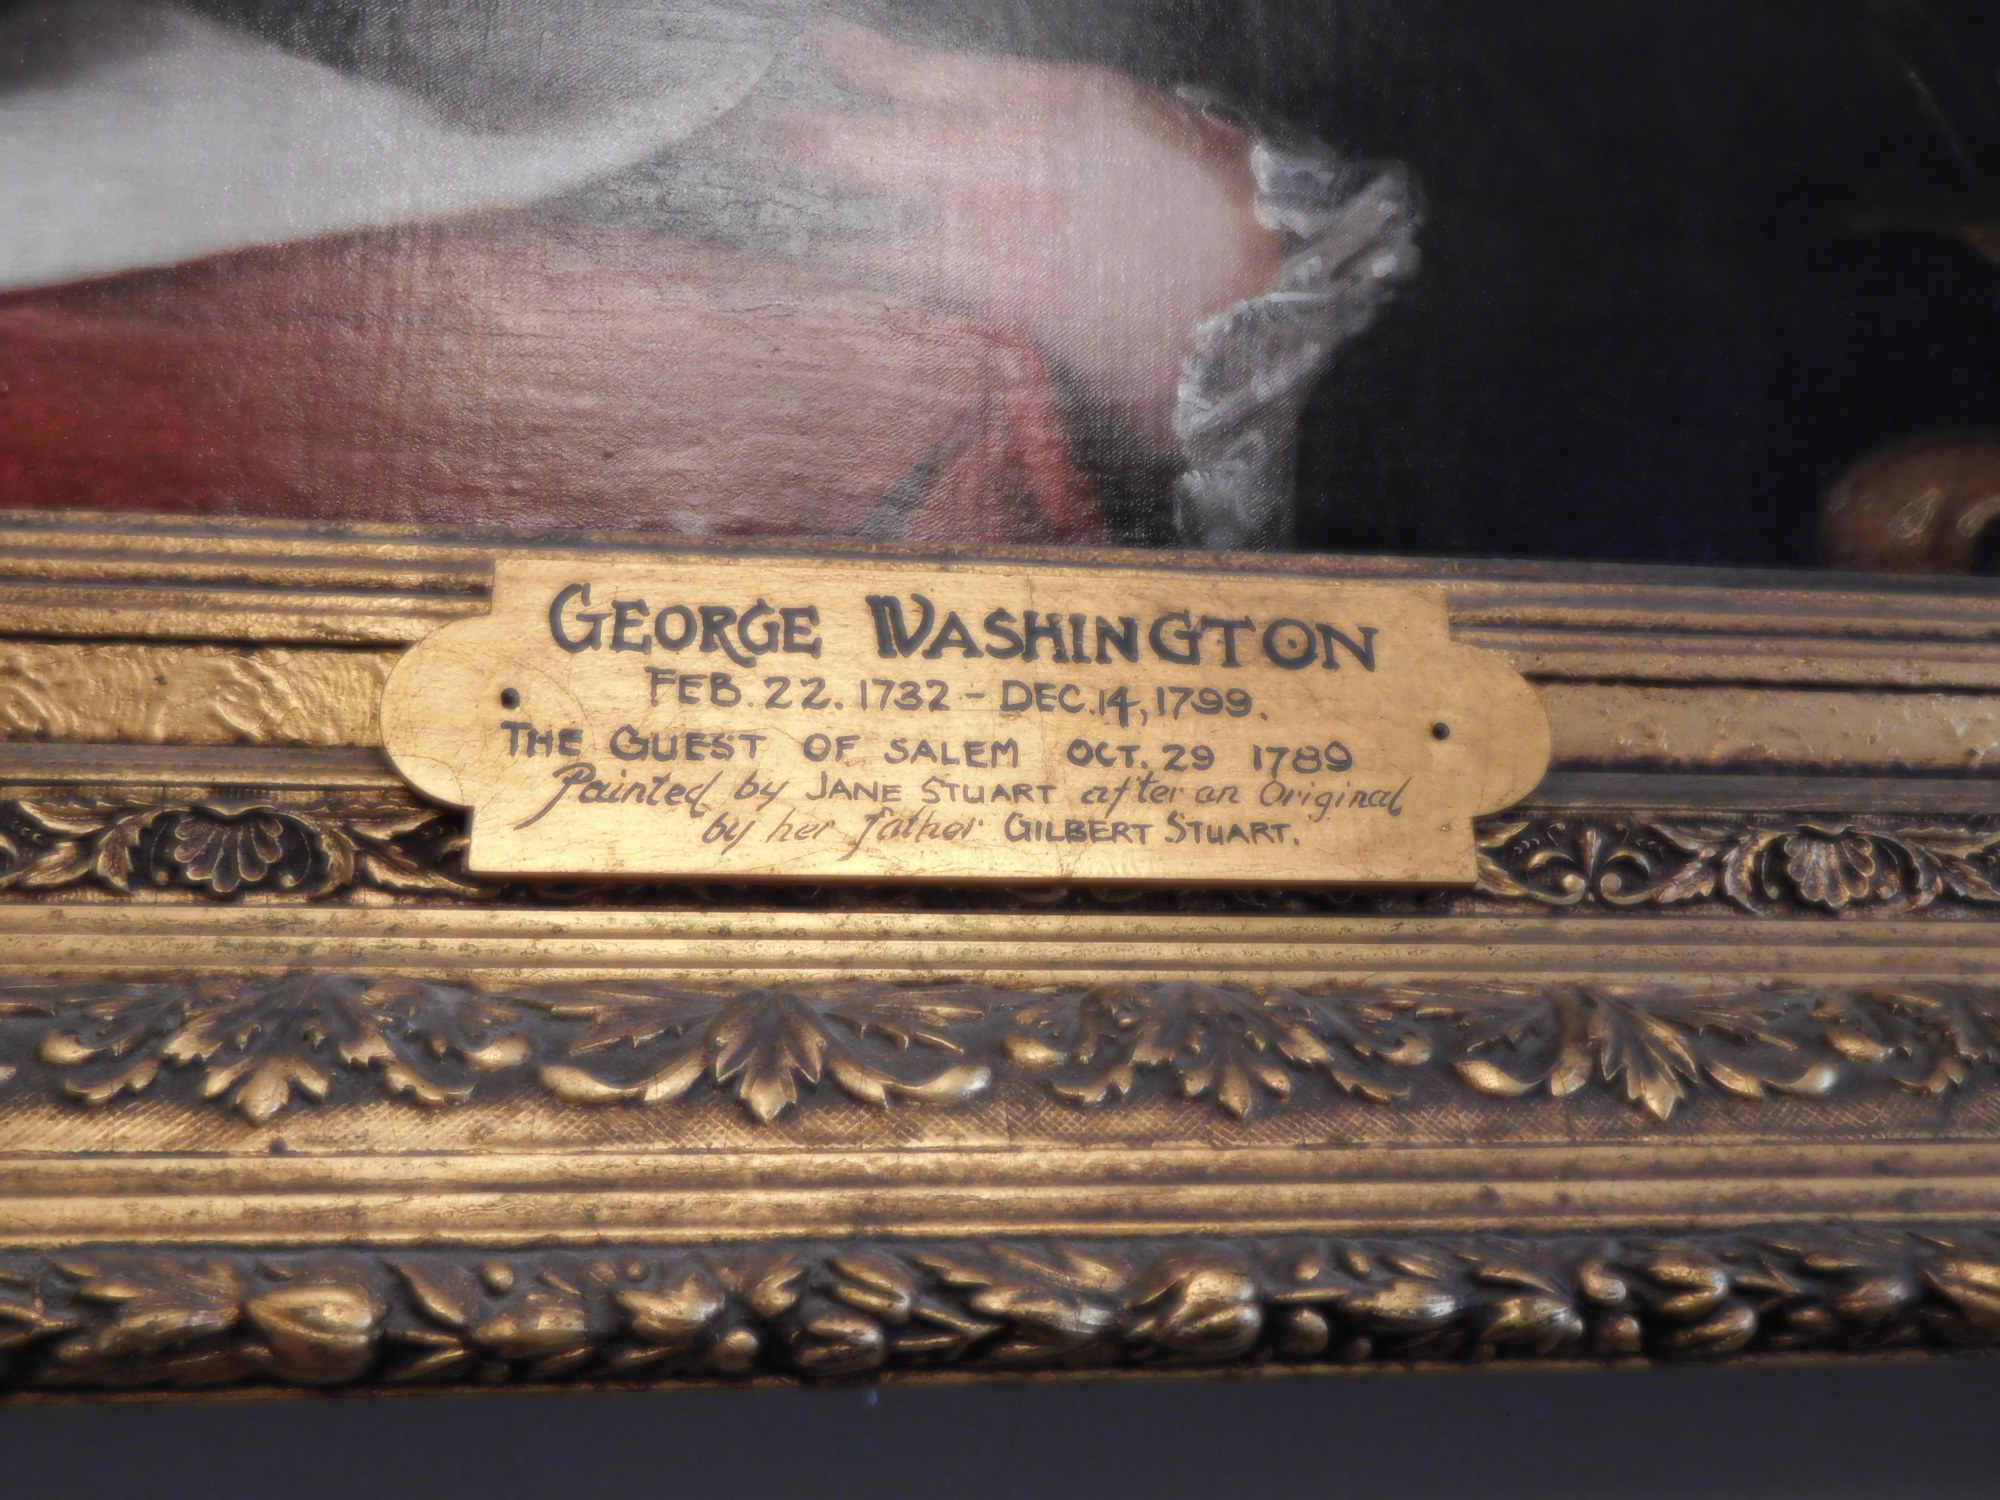 GEORGE WASHINGTON
FEB. 22. 1732 - DEC. 14, 1799.
THE GUEST OF SALEM OCT. 29 1789
Painted by JANE STUART after an Original
by her father GILBERT STUART.